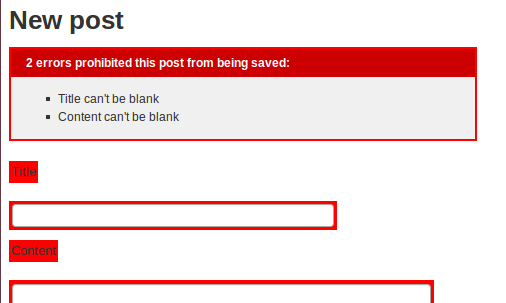 New post
2 errors prohibited this post from being saved:
Title can't be blank
Content can't be blank
Title
Content